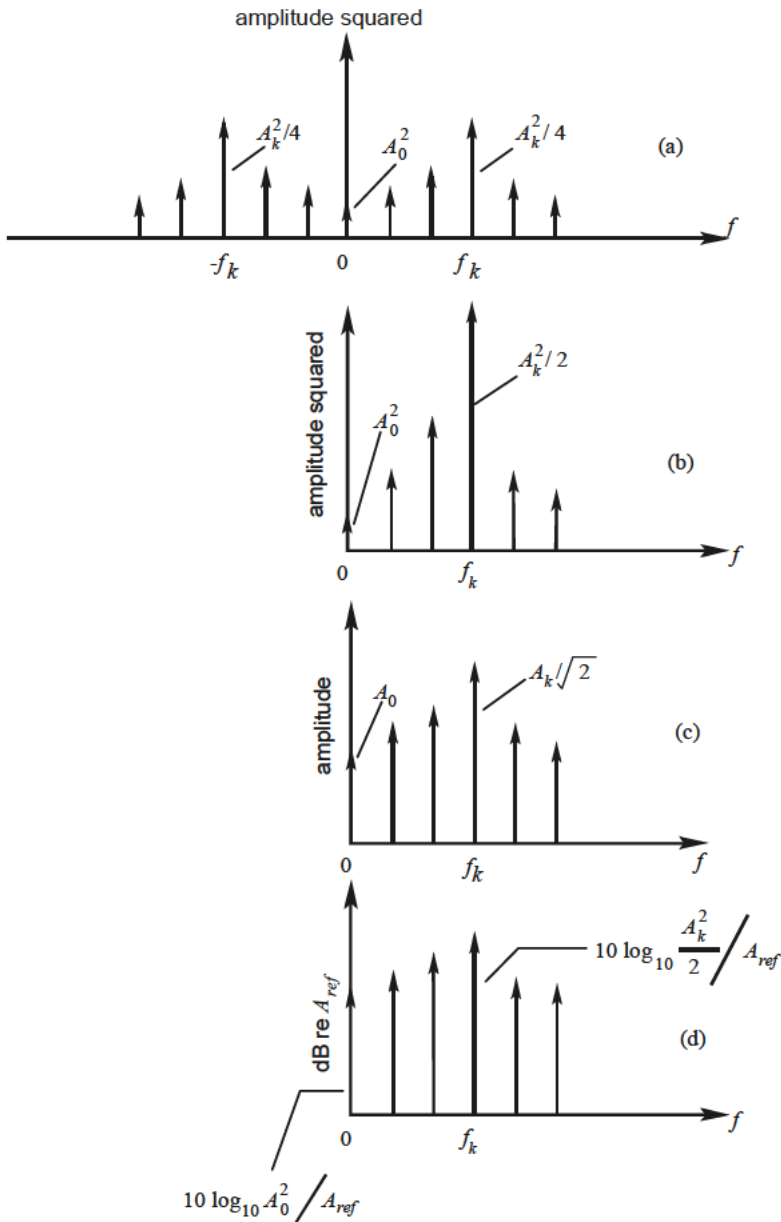 amplitude squared
A_k^2/4
A_0^2
A_k^2/4
(a)
f
-f_k
0
f_k
amplitude squared
A_k^2/2
A_0^2
(b)
0
f_k
f
amplitude
A_0
A_k/√2
(c)
0
f_k
f
dB re A_ref
10 log_10 A_k^2/2 / A_ref
(d)
0
f_k
f
10 log_10 A_0^2 / A_ref